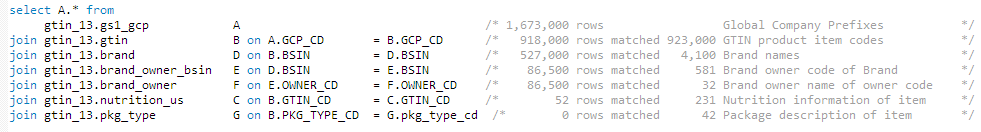 select A.* from
gtin_13.gs1_gcp A /* 1,673,000 rows Global Company Prefixes */
join gtin_13.gtin B on A.GCP_CD = B.GCP_CD /* 918,000 rows matched 923,000 GTIN product item codes */
join gtin_13.brand D on B.BSIN = D.BSIN /* 527,000 rows matched 4,100 Brand names */
join gtin_13.brand_owner_bsin E on D.BSIN = E.BSIN /* 86,500 rows matched 581 Brand owner code of Brand */
join gtin_13.brand_owner F on E.OWNER_CD = F.OWNER_CD /* 86,500 rows matched 32 Brand owner name of owner code */
join gtin_13.nutrition_us C on B.GTIN_CD = C.GTIN_CD /* 52 rows matched 231 Nutrition information of item */
join gtin_13.pkg_type G on B.PKG_TYPE_CD = G.pkg_type_cd /* 0 rows matched 42 Package description of item */